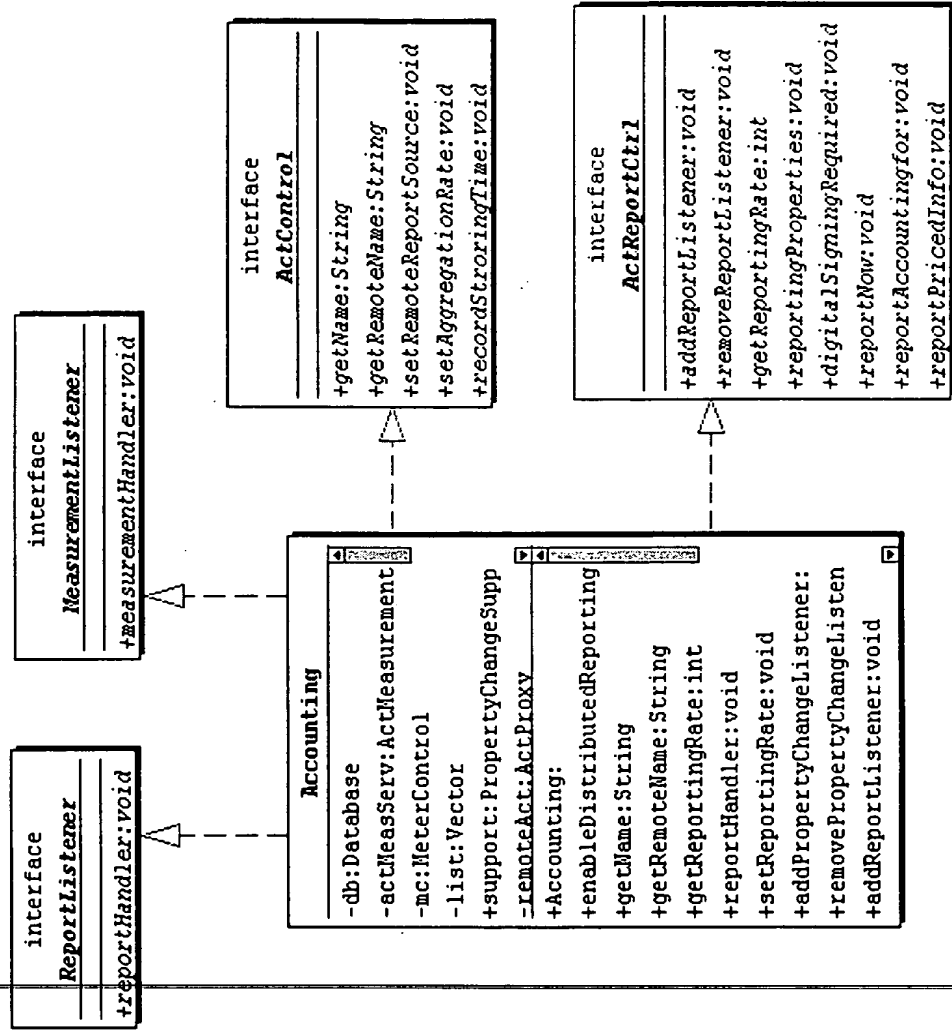 interface
ReportListener
+reportHandler:void
interface
MeasurementListener
+measurementHandler:void
Accounting
-db:Database
-actMeasServ:ActMeasurement
-mc:MeterControl
-list:Vector
+support:PropertyChangeSupp
-remoteAct:ActProxy
+Accounting:
+enableDistributedReporting
+getName:String
+getRemoteName:String
+getReportingRate:int
+reportHandler:void
+setReportingRate:void
+addPropertyChangeListener:
+removePropertyChangeListen
+addReportListener:void
interface
ActControl
+getName:String
+getRemoteName:String
+setRemoteReportSource:void
+setAggregationRate:void
+recordStroringTime:void
interface
ActReportCtrl
+addReportListener:void
+removeReportListener:void
+getReportingRate:int
+reportingProperties:void
+digitalSigningRequired:void
+reportNow:void
+reportAccountingfor:void
+reportPricedInfo:void